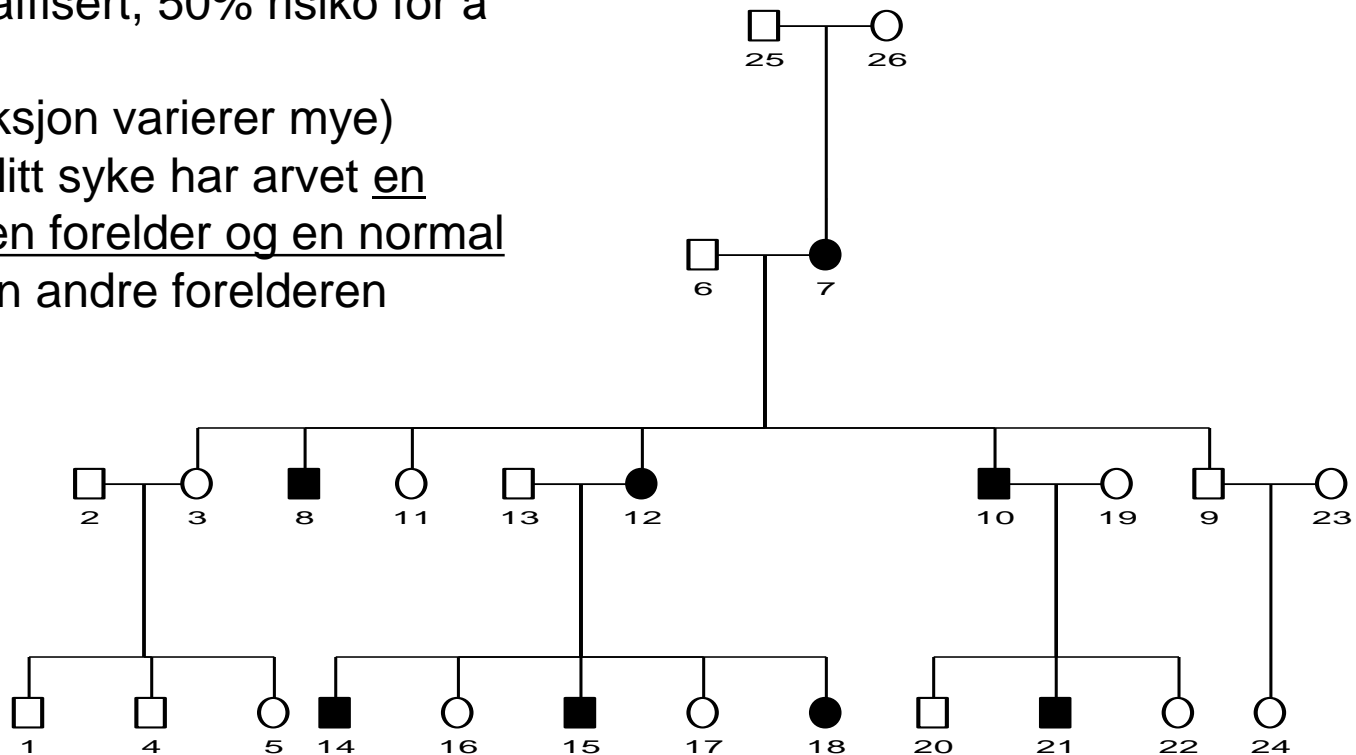 affisert, 50% risiko for å
ksjon varierer mye)
litt syke har arvet en
en forelder og en normal
n andre forelderen
25 26
6 7
2 3 8 11 13 12 10 19 9 23
1 4 5 14 16 15 17 18 20 21 22 24